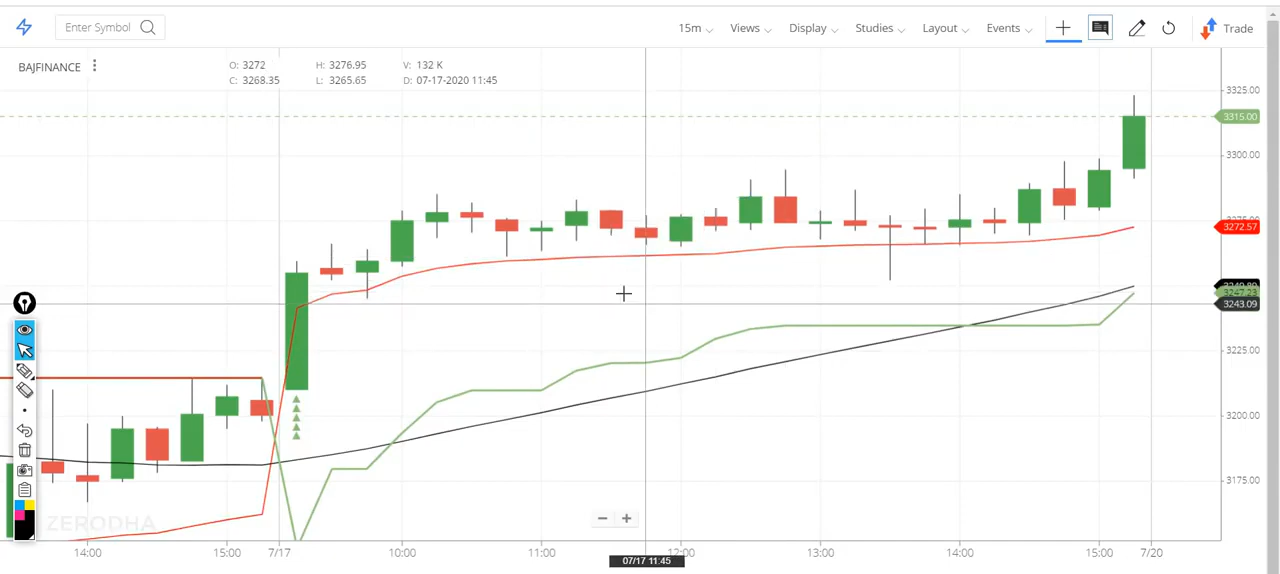 Enter Symbol
15m
Views
Display
Studies
Layout
Events
Trade
BAJFINANCE
O: 3272 H: 3276.95 V: 132 K
C: 3268.35 L: 3265.65 D: 07-17-2020 11:45
3325.00
3315.00
3300.00
3272.57
3247.23
3243.09
3225.00
3200.00
3175.00
ZERODHA
14:00 15:00 7/17 10:00 11:00 12:00 13:00 14:00 15:00 7/20
07/17 11:45